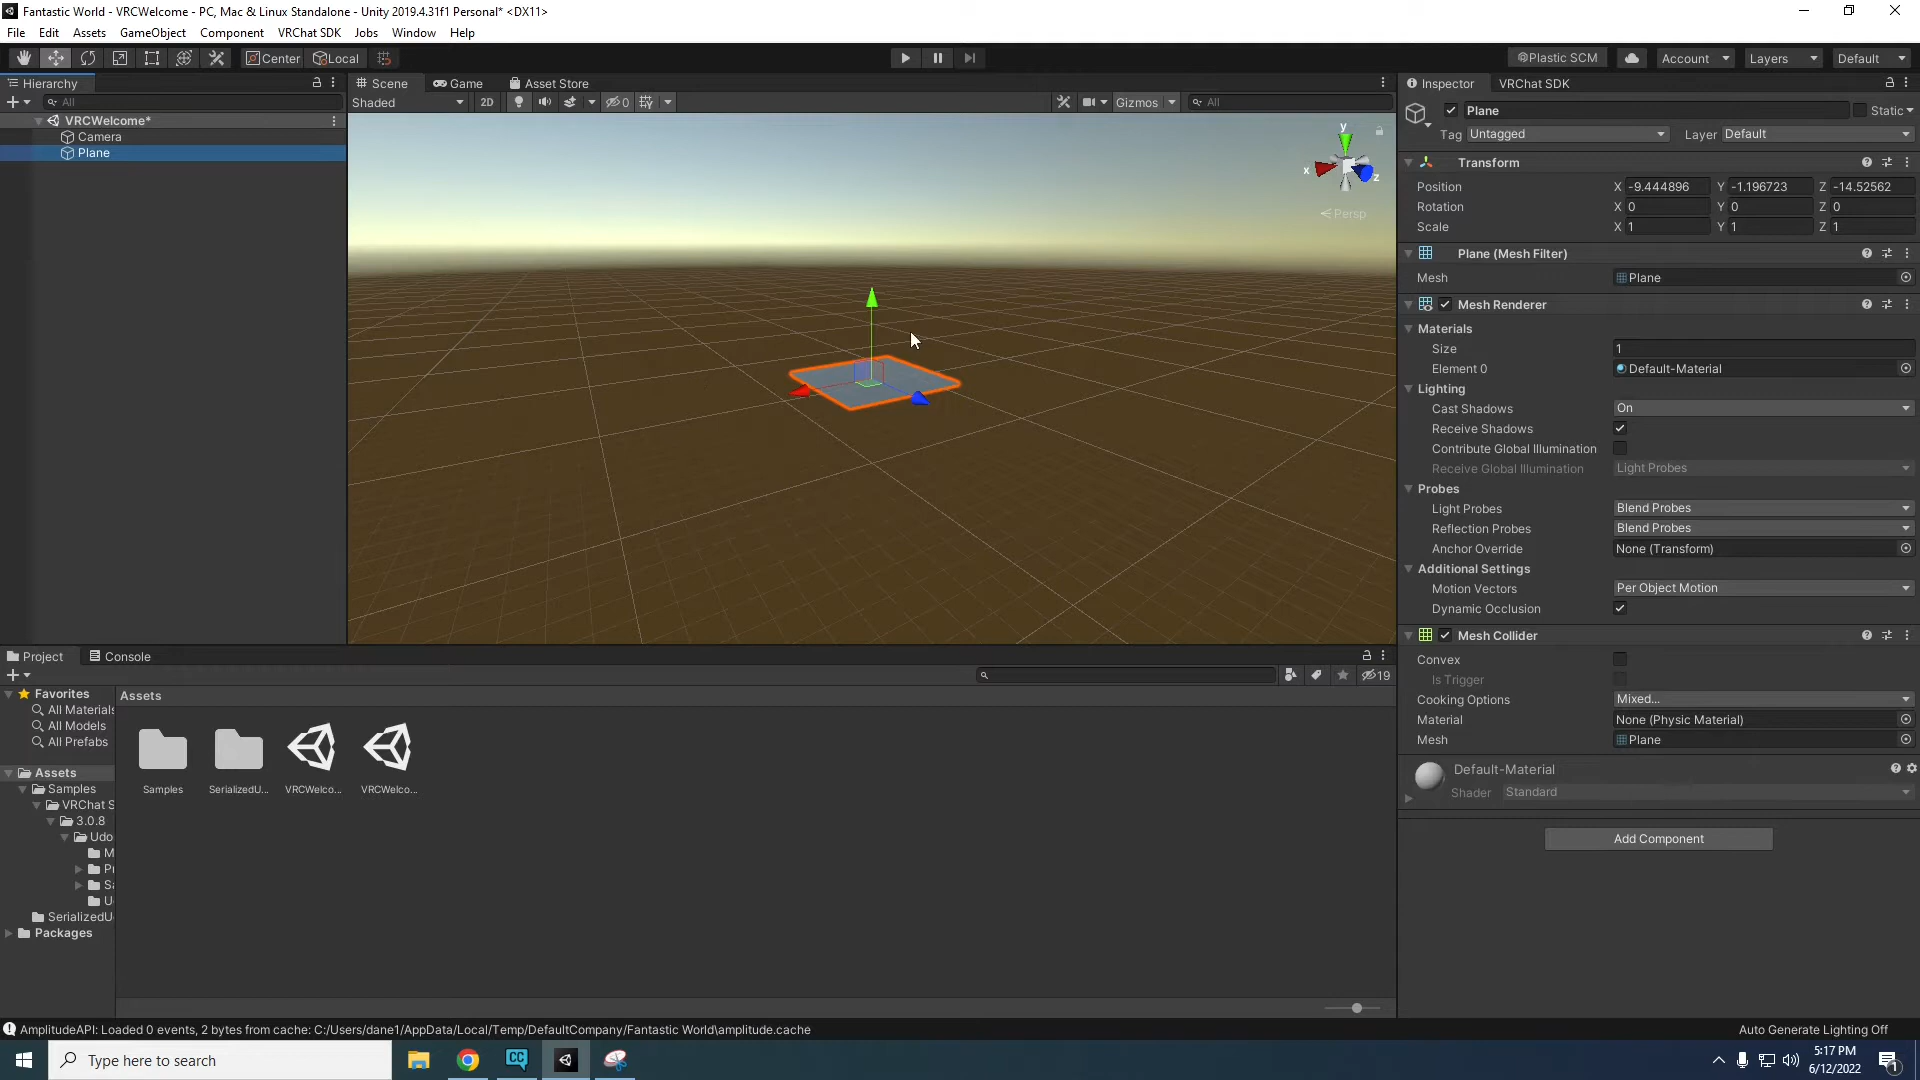 Fantastic World - VRCWelcome - PC, Mac & Linux Standalone - Unity 2019.4.31f1 Personal* <DX11>
File Edit Assets GameObject Component VRChat SDK Jobs Window Help
Center Local Plastic SCM Account Layers Default
Hierarchy
All
VRCWelcome*
Camera
Plane
Scene Game Asset Store
Shaded 2D 0 Gizmos All
y
x
z
Persp
Inspector VRChat SDK
Plane Static
Tag Untagged Layer Default
Transform
Position X -9.444896 Y -1.196723 Z -14.52562
Rotation X 0 Y 0 Z 0
Scale X 1 Y 1 Z 1
Plane (Mesh Filter)
Mesh Plane
Mesh Renderer
Materials
Size 1
Element 0 Default-Material
Lighting
Cast Shadows On
Receive Shadows
Contribute Global Illumination
Receive Global Illumination Light Probes
Probes
Light Probes Blend Probes
Reflection Probes Blend Probes
Anchor Override None (Transform)
Additional Settings
Motion Vectors Per Object Motion
Dynamic Occlusion
Mesh Collider
Convex
Is Trigger
Cooking Options Mixed...
Material None (Physic Material)
Mesh Plane
Default-Material
Shader Standard
Add Component
Project Console
19
Favorites
All Materials
All Models
All Prefabs
Assets
Samples
VRChat S
3.0.8
Udo
M
Pr
Sa
U
SerializedU
Packages
Assets
Samples SerializedU... VRCWelco... VRCWelco...
AmplitudeAPI: Loaded 0 events, 2 bytes from cache: C:/Users/dane1/AppData/Local/Temp/DefaultCompany/Fantastic World\amplitude.cache
Auto Generate Lighting Off
Type here to search
CC
5:17 PM
6/12/2022
1